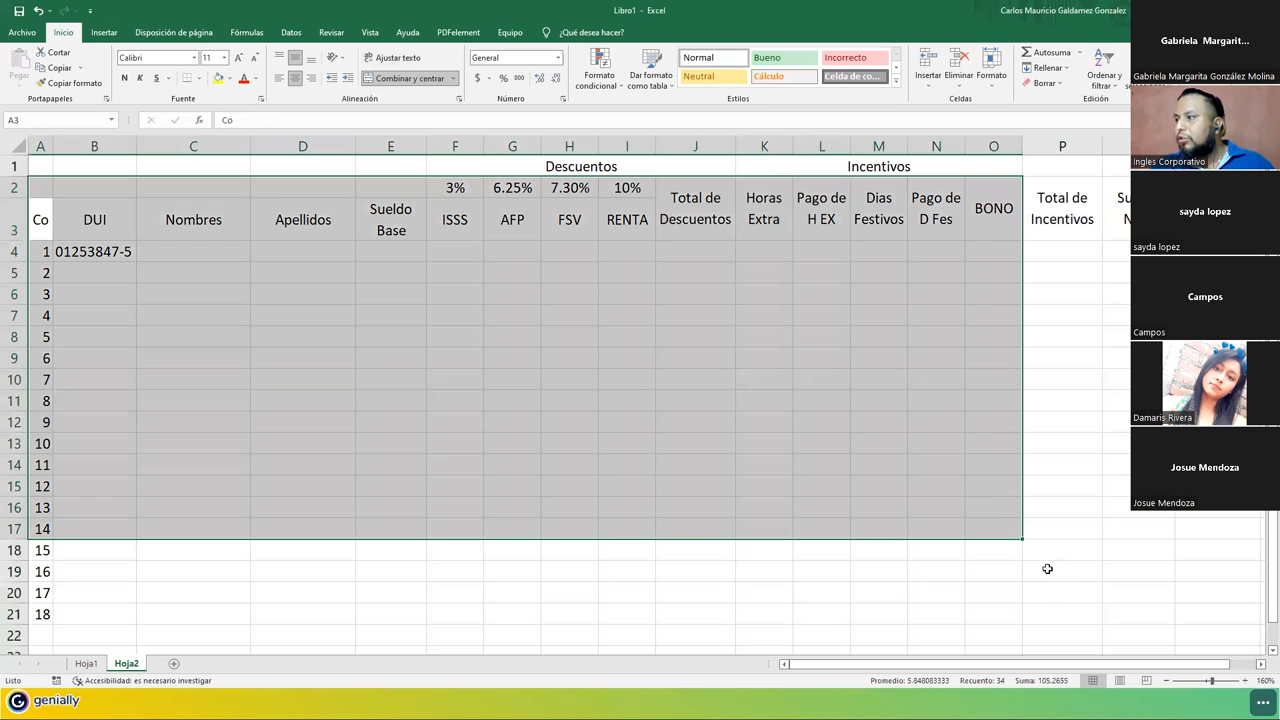 Libro1 - Excel
Carlos Mauricio Galdamez Gonzalez
Archivo Inicio Insertar Disposición de página Fórmulas Datos Revisar Vista Ayuda PDFelement Equipo ¿Qué desea hacer?
Pegar
Cortar
Copiar
Portapapeles
Calibri 11
N K S
Fuente
Ajustar texto
Combinar y centrar
Alineación
General
$ % 000
Número
Formato condicional
Dar formato como tabla
Normal Bueno Incorrecto
Neutral Cálculo Celda de co...
Estilos
Insertar Eliminar Formato
Celdas
Autosuma
Rellenar
Borrar
Ordenar y filtrar
Edición
A3 fx Co
A B C D E F G H I J K L M N O P
1 Descuentos Incentivos
2 3% 6.25% 7.30% 10% Total de Descuentos Horas Extra Pago de H EX Dias Festivos Pago de D Fes BONO Total de Incentivos
3 Co DUI Nombres Apellidos Sueldo Base ISSS AFP FSV RENTA
4 1 01253847-5
5 2
6 3
7 4
8 5
9 6
10 7
11 8
12 9
13 10
14 11
15 12
16 13
17 14
18 15
19 16
20 17
21 18
22
Hoja1 Hoja2
Listo Accesibilidad: es necesario investigar Promedio: 5.848083333 Recuento: 34 Suma: 105.2655 160%
genially
Gabriela Margarit...
Gabriela Margarita González Molina
Ingles Corporativo
sayda lopez
sayda lopez
Campos
Campos
Damaris Rivera
Josue Mendoza
Josue Mendoza